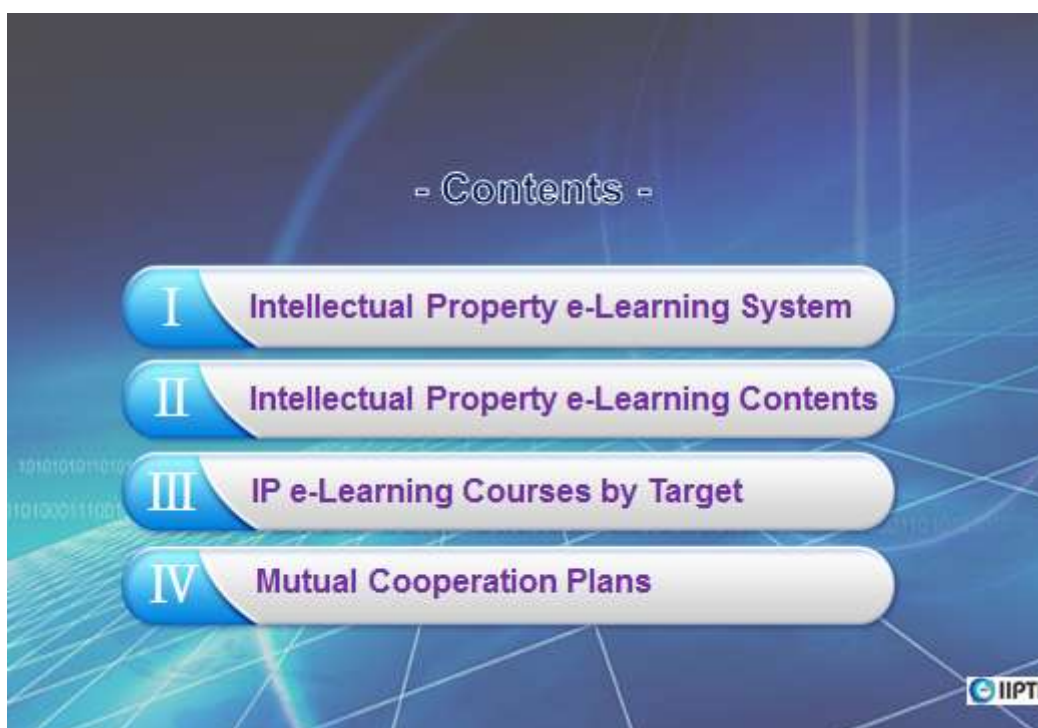 - Contents -
I
Intellectual Property e-Learning System
II
Intellectual Property e-Learning Contents
III
IP e-Learning Courses by Target
IV
Mutual Cooperation Plans